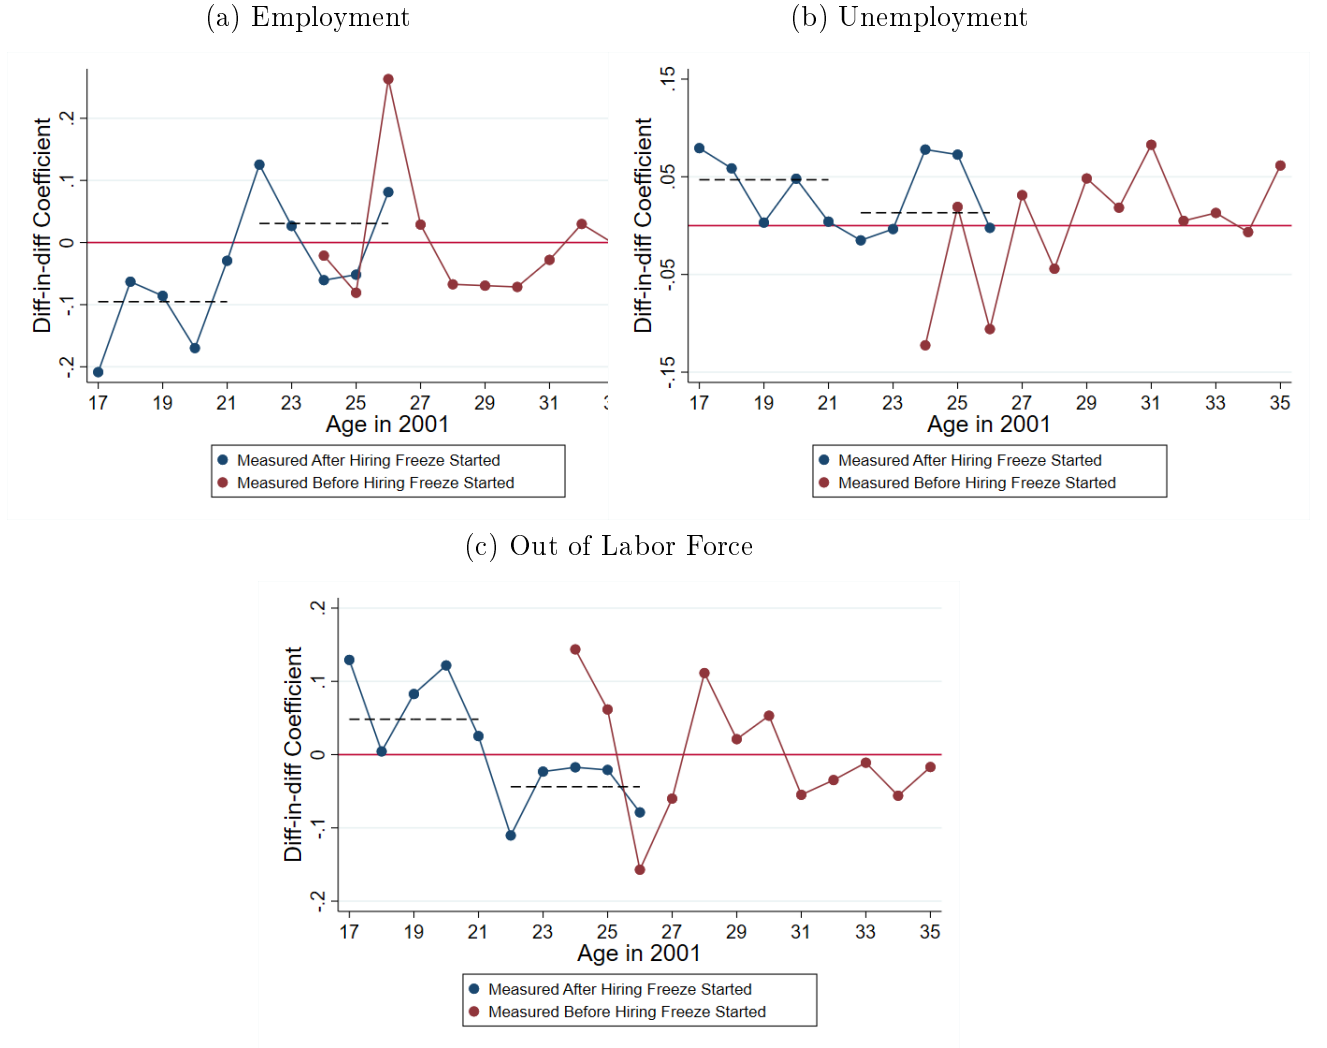 (a) Employment
(b) Unemployment
Diff-in-diff Coefficient
.2
.1
0
-.1
-.2
17 19 21 23 25 27 29 31
Age in 2001
Measured After Hiring Freeze Started
Measured Before Hiring Freeze Started
Diff-in-diff Coefficient
.15
.05
-.05
-.15
17 19 21 23 25 27 29 31 33 35
Age in 2001
Measured After Hiring Freeze Started
Measured Before Hiring Freeze Started
(c) Out of Labor Force
Diff-in-diff Coefficient
.2
.1
0
-.1
-.2
17 19 21 23 25 27 29 31 33 35
Age in 2001
Measured After Hiring Freeze Started
Measured Before Hiring Freeze Started